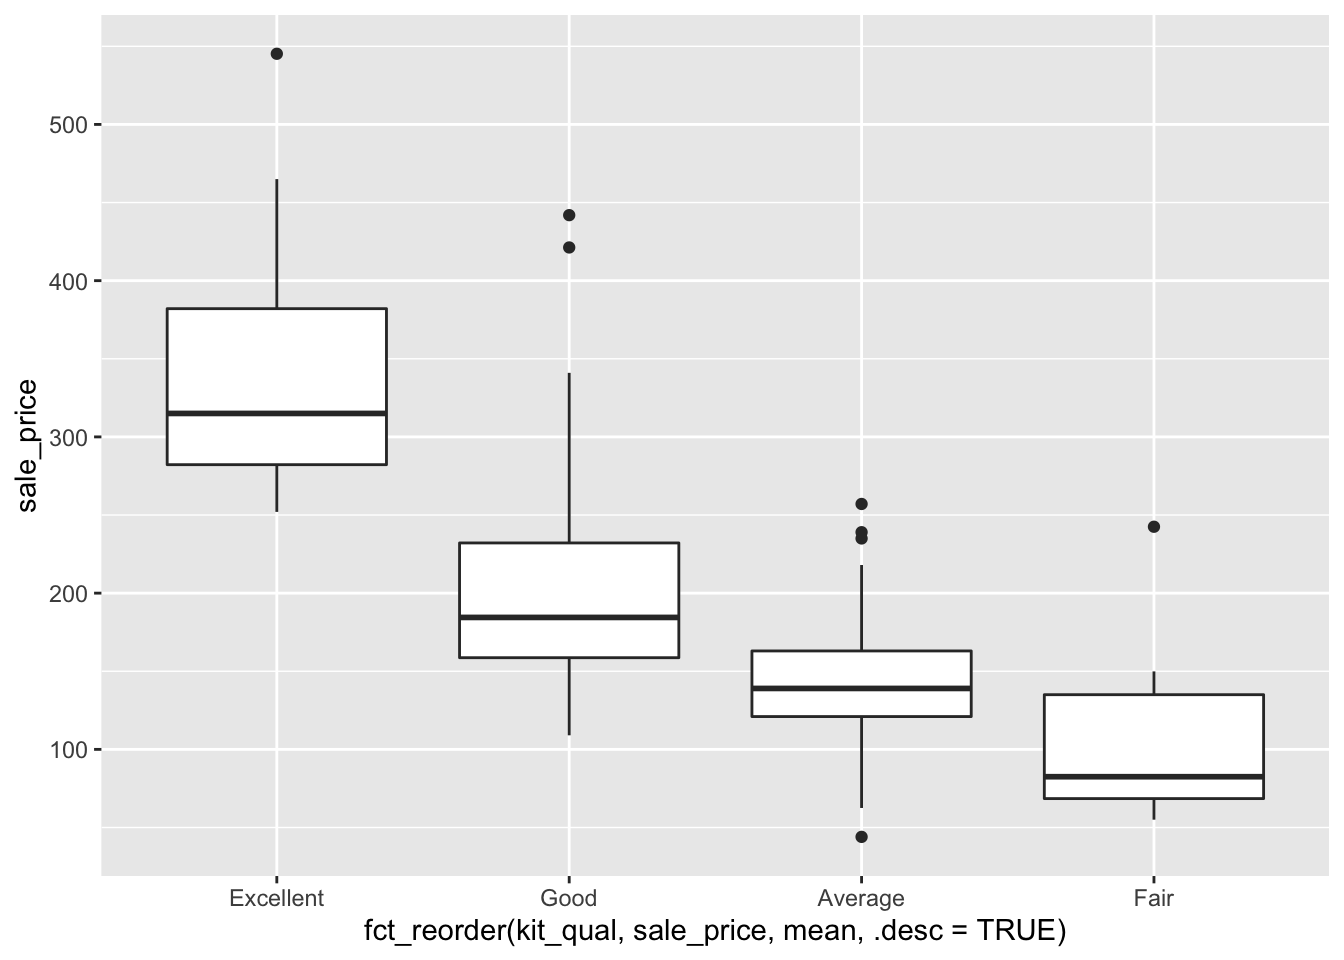 sale_price
500
400
300
200
100
Excellent
Good
Average
Fair
fct_reorder(kit_qual, sale_price, mean, .desc = TRUE)